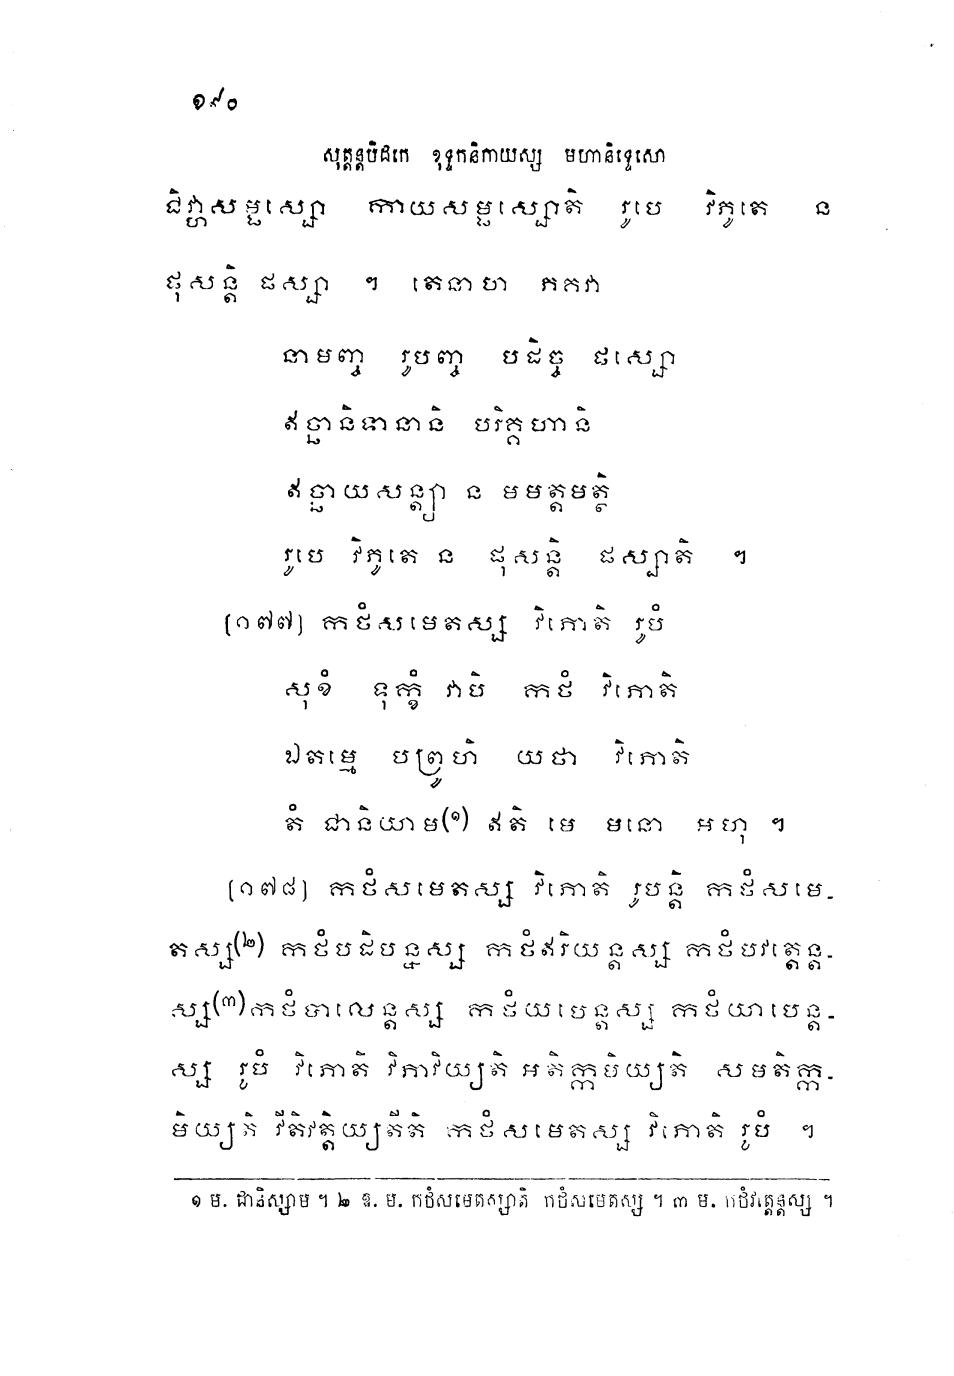 ១៩០
សុត្តន្តបិដកេ ខុទ្ទកនិកាយស្ស មហានិទ្ទេសោ
ជិវ្ហាសម្ផស្សោ កាយសម្ផស្សោតិ រូបេ វិភូតេ ន
ផុសន្តិ ផស្សា ។ តេនាហ ភគវា
នាមញ្ច រូបញ្ច បដិច្ច ផស្សោ
ឥច្ឆានិទានានិ បរិគ្គហានិ
ឥច្ឆាយសន្ត្យា ន មមត្តមត្ថិ
រូបេ វិភូតេ ន ផុសន្តិ ផស្សាតិ ។
[១៧៧] កថំសមេតស្ស វិភោតិ រូបំ
សុខំ ទុក្ខំ វាបិ កថំ វិភោតិ
ឯតម្មេ បព្រូហិ យថា វិភោតិ
តំ ជានិយាម(១) ឥតិ មេ មនោ អហុ ។
[១៧៨] កថំសមេតស្ស វិភោតិ រូបន្តិ កថំសមេ-
តស្ស(២) កថំបដិបន្នស្ស កថំឥរិយន្តស្ស កថំបវត្តេន្ត-
ស្ស(៣)កថំបាលេន្តស្ស កថំយបេន្តស្ស កថំយាបេន្ត-
ស្ស រូបំ វិភោតិ វិភាវិយ្យតិ អតិក្កមិយ្យតិ សមតិក្ក-
មិយ្យតិ វីតិវត្តិយ្យតីតិ កថំសមេតស្ស វិភោតិ រូបំ ។
១ ម. ជានិស្សាម ។ ២ ឱ. ម. កថំសមេតស្សាតិ កថំសមេតស្ស ។ ៣ ម. កថំវត្តេន្តស្ស ។